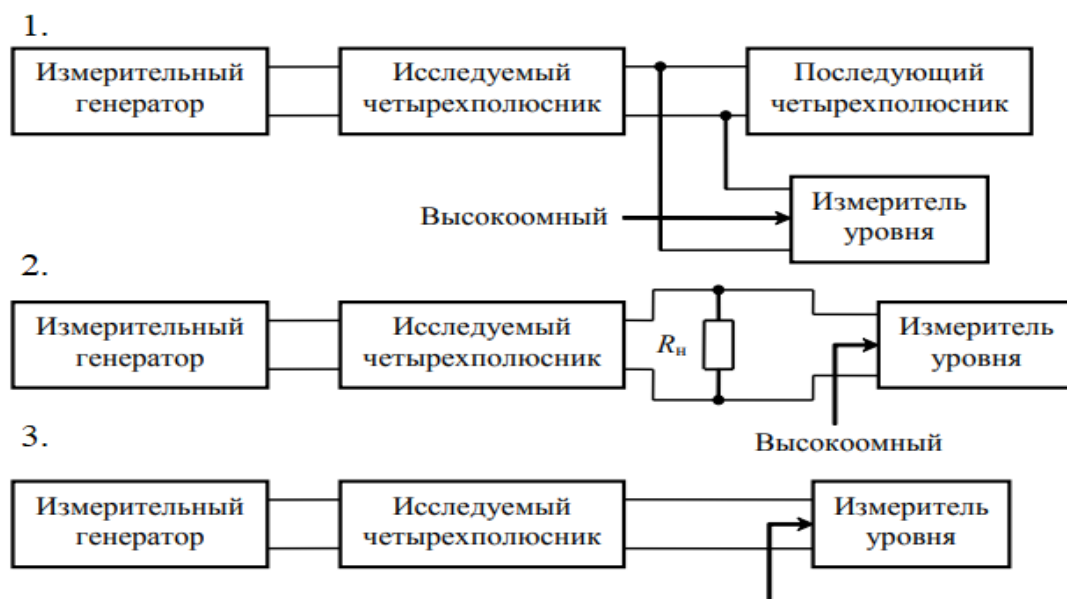 1.
Измерительный
генератор
Исследуемый
четырехполюсник
Последующий
четырехполюсник
Высокоомный
Измеритель
уровня
2.
Измерительный
генератор
Исследуемый
четырехполюсник
Rн
Измеритель
уровня
Высокоомный
3.
Измерительный
генератор
Исследуемый
четырехполюсник
Измеритель
уровня